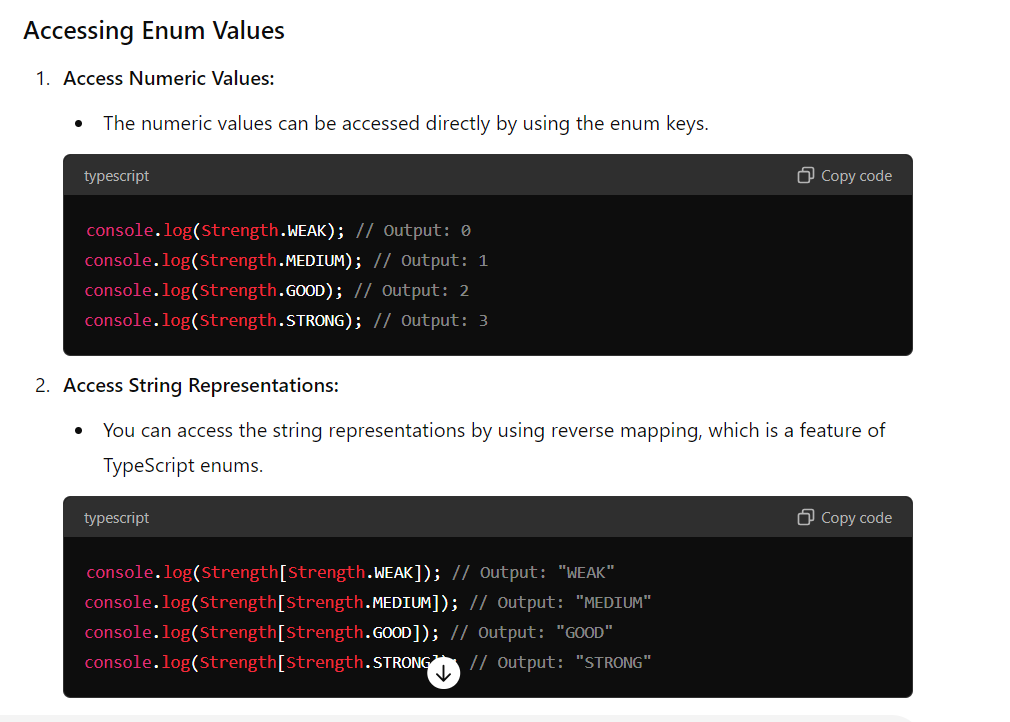 Accessing Enum Values
1. Access Numeric Values:
• The numeric values can be accessed directly by using the enum keys.
typescript Copy code
console.log(Strength.WEAK); // Output: 0
console.log(Strength.MEDIUM); // Output: 1
console.log(Strength.GOOD); // Output: 2
console.log(Strength.STRONG); // Output: 3
2. Access String Representations:
• You can access the string representations by using reverse mapping, which is a feature of
TypeScript enums.
typescript Copy code
console.log(Strength[Strength.WEAK]); // Output: "WEAK"
console.log(Strength[Strength.MEDIUM]); // Output: "MEDIUM"
console.log(Strength[Strength.GOOD]); // Output: "GOOD"
console.log(Strength[Strength.STRONG]); // Output: "STRONG"